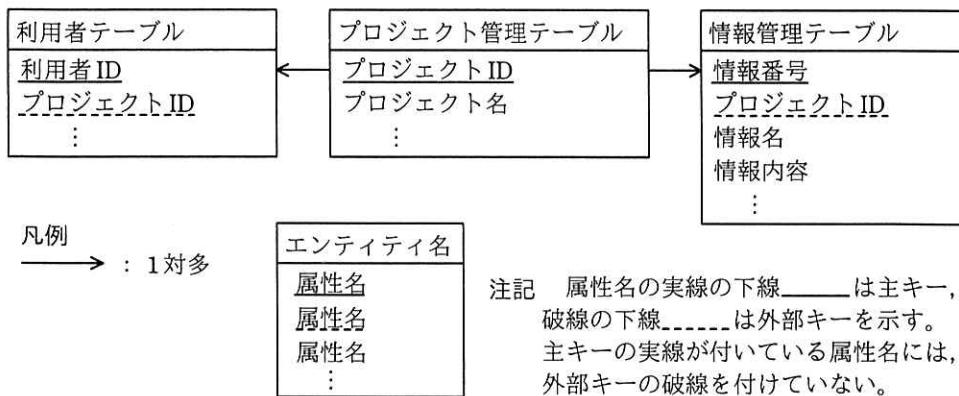 利用者テーブル
利用者ID
プロジェクトID
⋮
プロジェクト管理テーブル
プロジェクトID
プロジェクト名
⋮
情報管理テーブル
情報番号
プロジェクトID
情報名
情報内容
⋮
凡例
：1対多
エンティティ名
属性名
属性名
属性名
⋮
注記　属性名の実線の下線　　　は主キー，
破線の下線　　　は外部キーを示す。
主キーの実線が付いている属性名には，
外部キーの破線を付けていない。